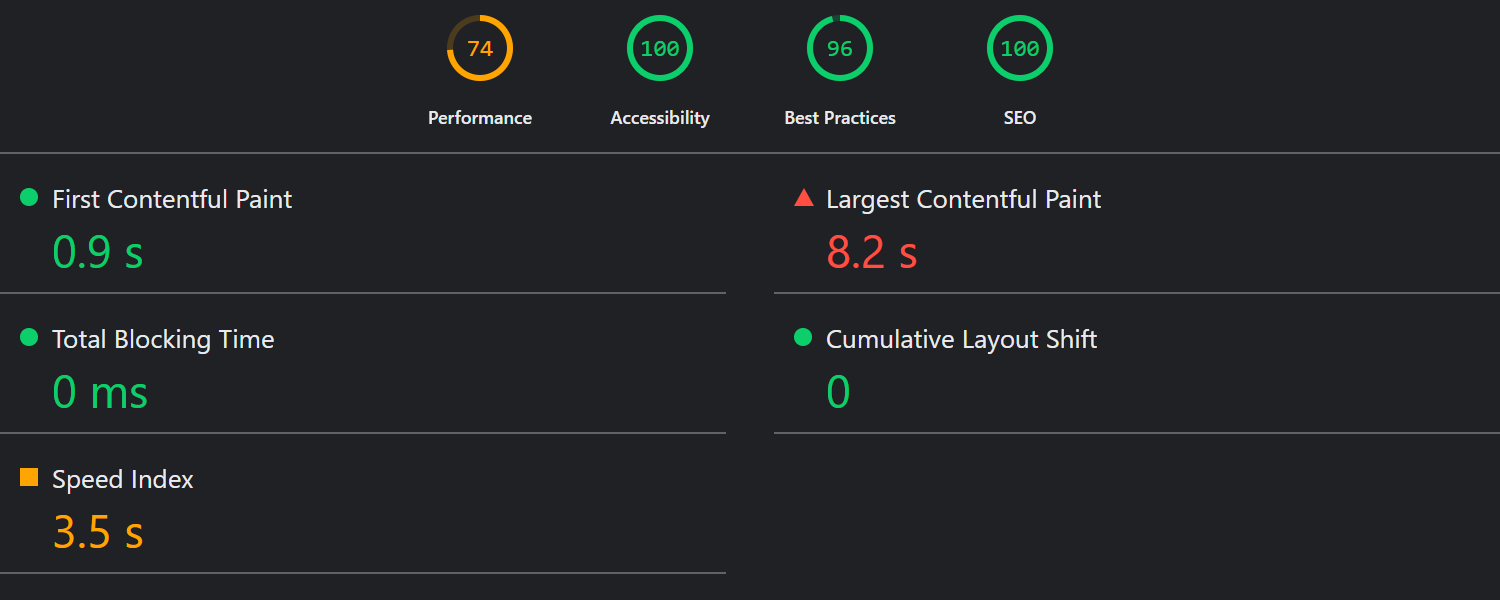 74 100 96 100
Performance Accessibility Best Practices SEO
First Contentful Paint
0.9 s
Largest Contentful Paint
8.2 s
Total Blocking Time
0 ms
Cumulative Layout Shift
0
Speed Index
3.5 s